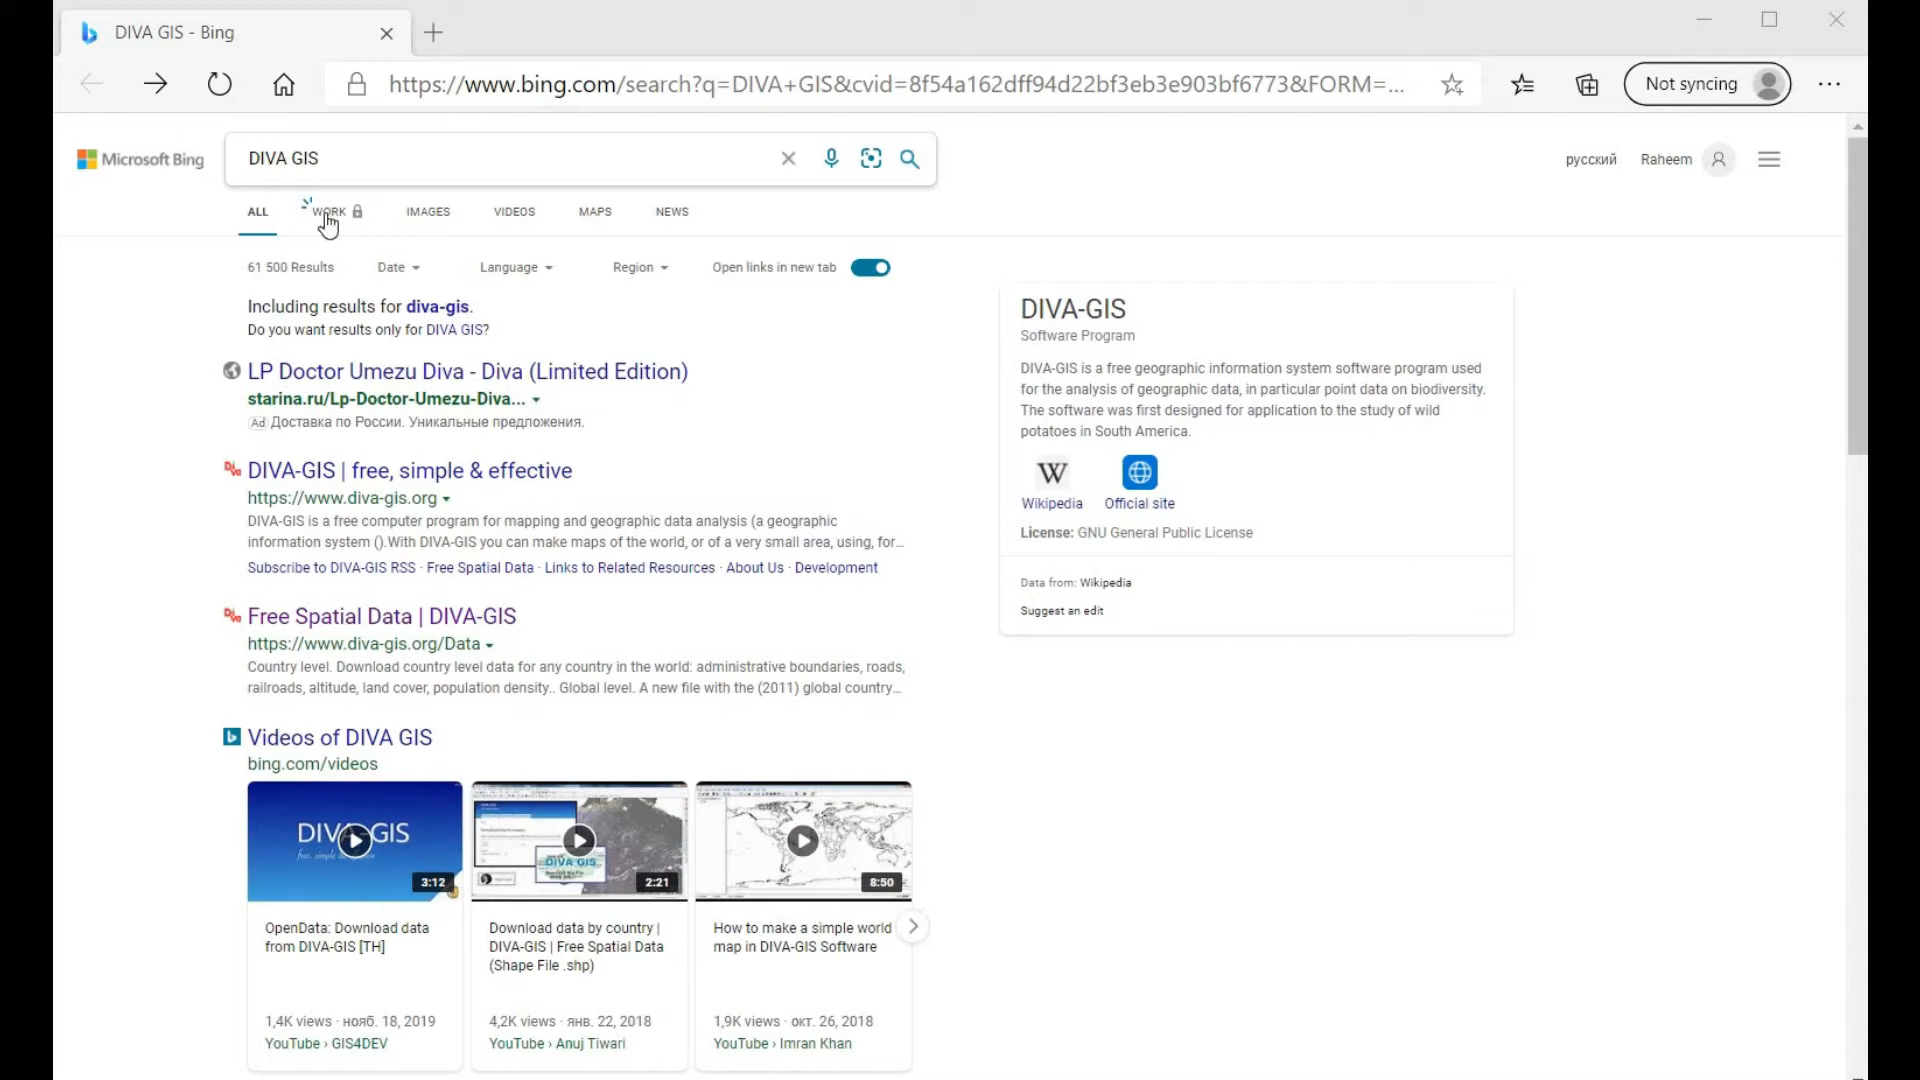 DIVA GIS - Bing
https://www.bing.com/search?q=DIVA+GIS&cvid=8f54a162dff94d22bf3eb3e903bf6773&FORM=...
Not syncing
Microsoft Bing
DIVA GIS
русский
Raheem
ALL
WORK
IMAGES
VIDEOS
MAPS
NEWS
61 500 Results
Date
Language
Region
Open links in new tab
Including results for diva-gis.
Do you want results only for DIVA GIS?
LP Doctor Umezu Diva - Diva (Limited Edition)
starina.ru/Lp-Doctor-Umezu-Diva...
Ad Доставка по России. Уникальные предложения.
DIVA-GIS | free, simple & effective
https://www.diva-gis.org
DIVA-GIS is a free computer program for mapping and geographic data analysis (a geographic
information system ().With DIVA-GIS you can make maps of the world, or of a very small area, using, for...
Subscribe to DIVA-GIS RSS · Free Spatial Data · Links to Related Resources · About Us · Development
Free Spatial Data | DIVA-GIS
https://www.diva-gis.org/Data
Country level. Download country level data for any country in the world: administrative boundaries, roads,
railroads, altitude, land cover, population density.. Global level. A new file with the (2011) global country...
Videos of DIVA GIS
bing.com/videos
3:12
OpenData: Download data
from DIVA-GIS [TH]
1,4K views · нояб. 18, 2019
YouTube › GIS4DEV
DIVA GIS
2:21
Download data by country |
DIVA-GIS | Free Spatial Data
(Shape File .shp)
4,2K views · янв. 22, 2018
YouTube › Anuj Tiwari
8:50
How to make a simple world
map in DIVA-GIS Software
1,9K views · окт. 26, 2018
YouTube › Imran Khan
DIVA-GIS
Software Program
DIVA-GIS is a free geographic information system software program used
for the analysis of geographic data, in particular point data on biodiversity.
The software was first designed for application to the study of wild
potatoes in South America.
Wikipedia
Official site
License: GNU General Public License
Data from: Wikipedia
Suggest an edit